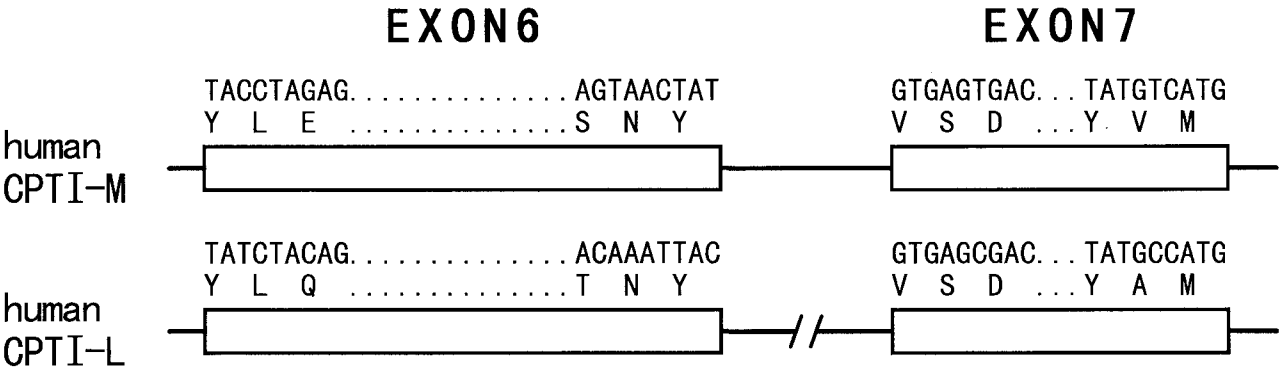 EXON6 EXON7
TACCTAGAG...............AGTAACTAT GTGAGTGAC...TATGTCATG
Y L E ...............S N Y V S D ...Y V M
human
CPTI-M
TATCTACAG...............ACAAATTAC GTGAGCGAC...TATGCCATG
Y L Q ...............T N Y V S D ...Y A M
human
CPTI-L